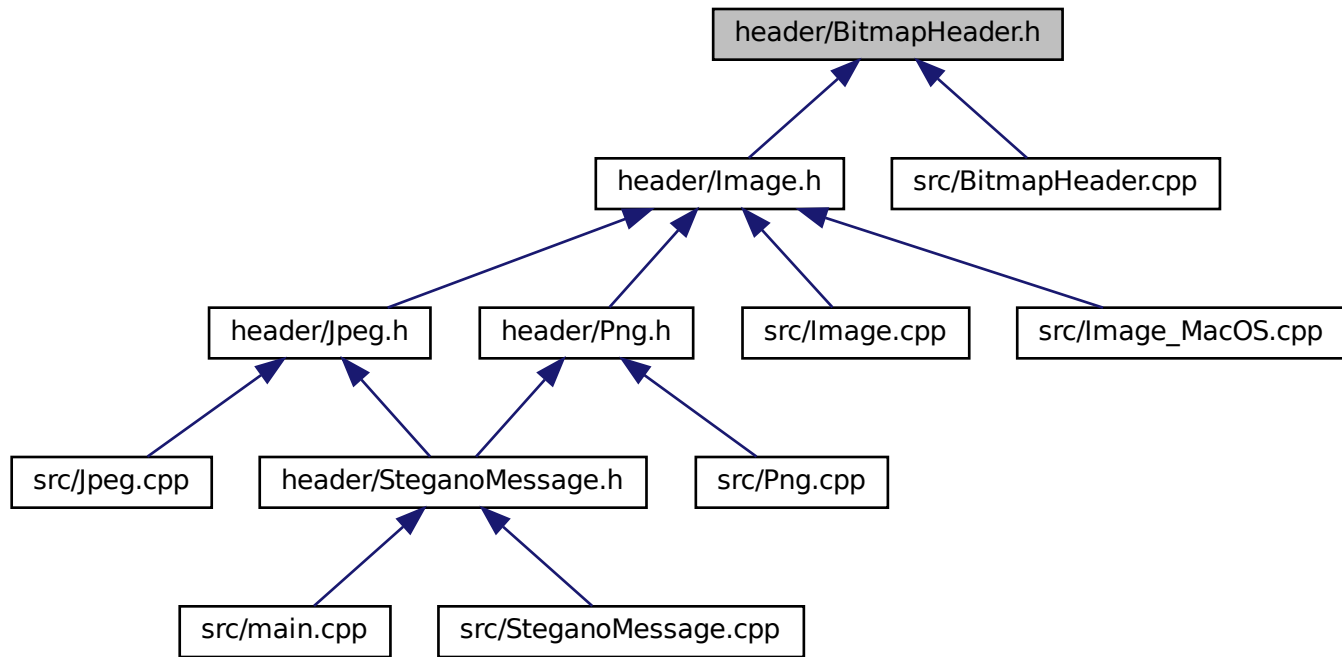 header/BitmapHeader.h
header/Image.h
src/BitmapHeader.cpp
header/Jpeg.h
header/Png.h
src/Image.cpp
src/Image_MacOS.cpp
src/Jpeg.cpp
header/SteganoMessage.h
src/Png.cpp
src/main.cpp
src/SteganoMessage.cpp